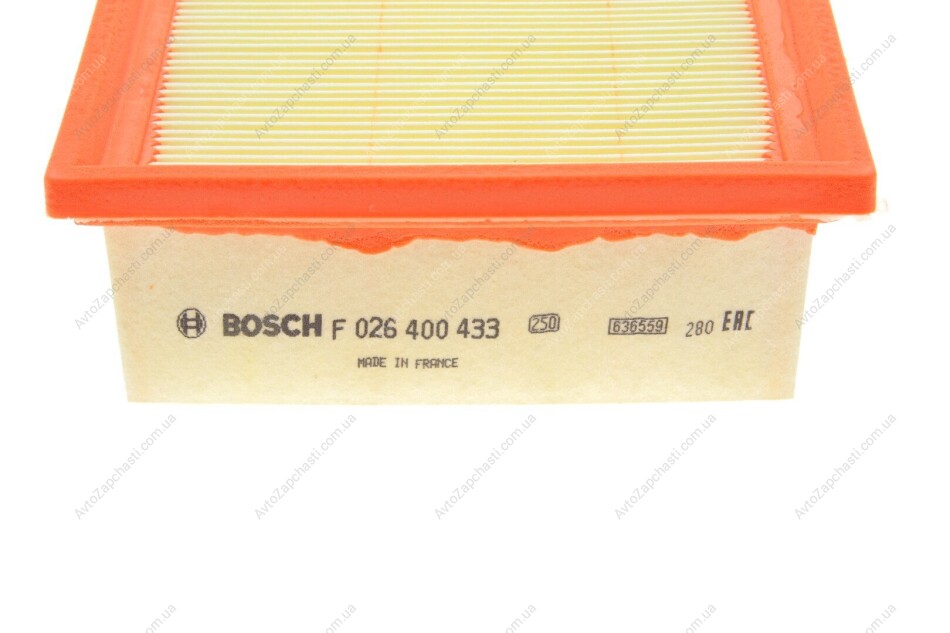 BOSCH F 026 400 433 250 636559 280 EAC
MADE IN FRANCE
AvtoZapchasti.com.ua